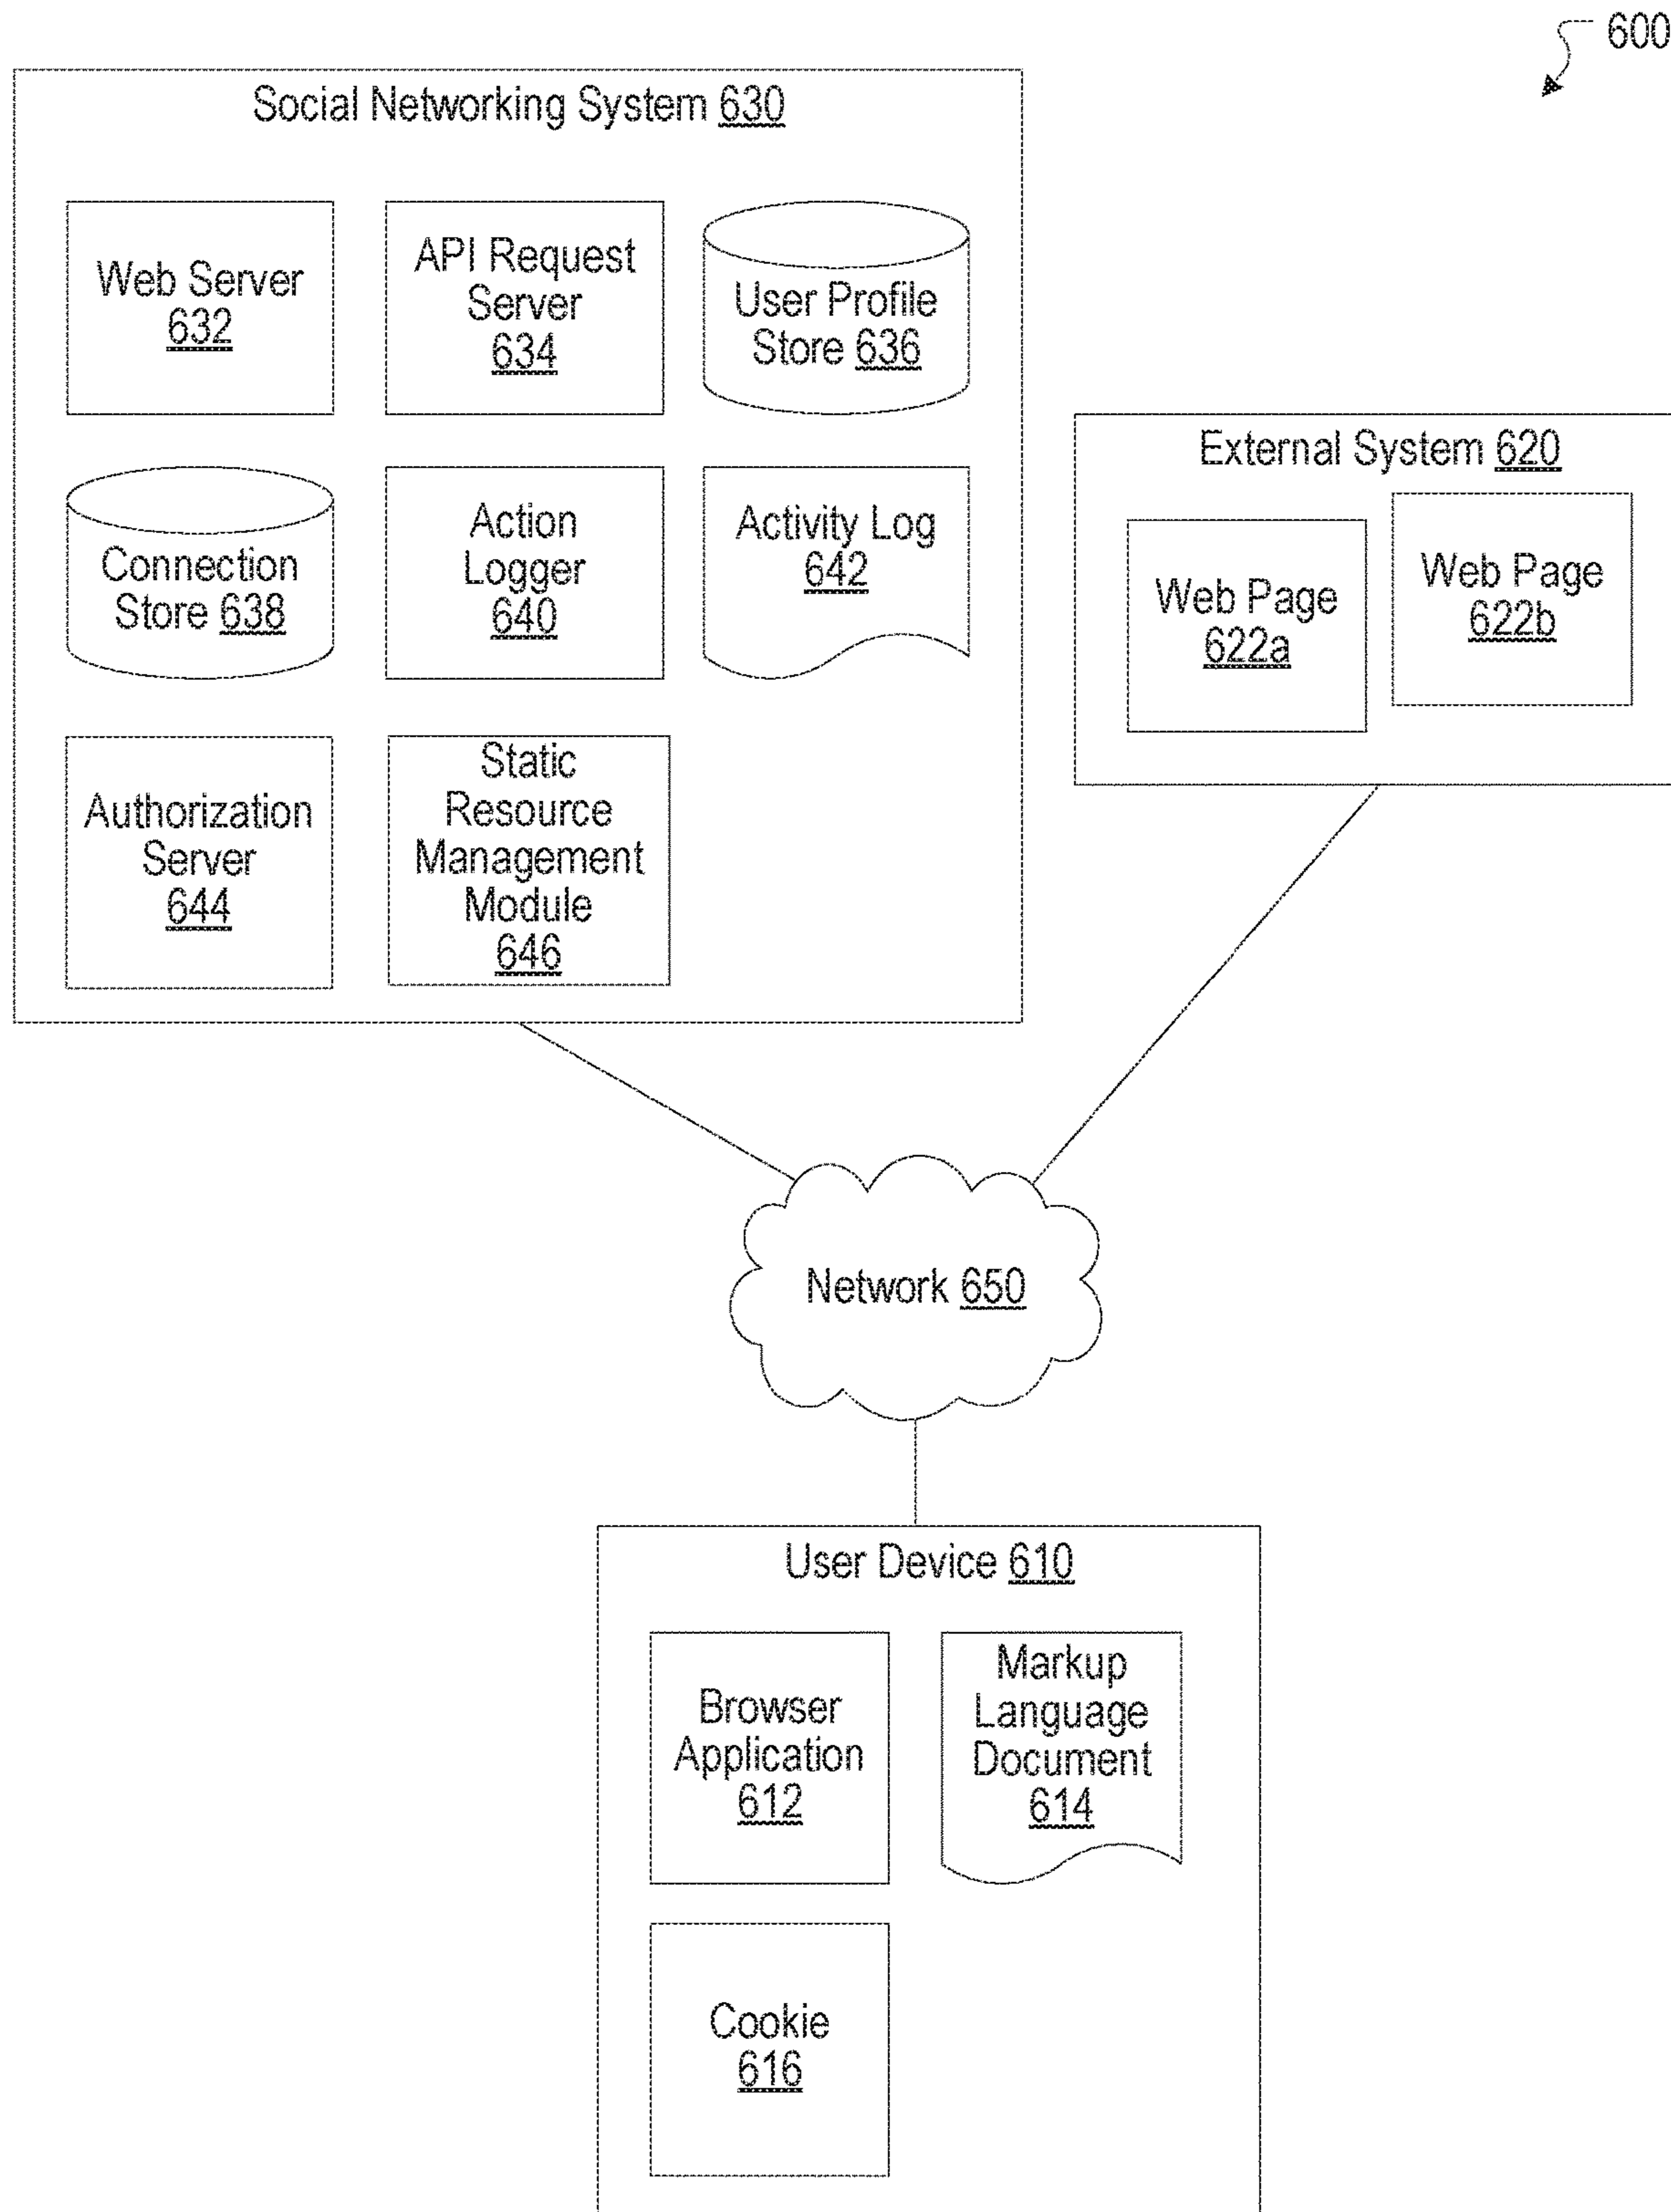 600
Social Networking System 630
Web Server
632
API Request
Server
634
User Profile
Store 636
Connection
Store 638
Action
Logger
640
Activity Log
642
Authorization
Server
644
Static
Resource
Management
Module
646
External System 620
Web Page
622a
Web Page
622b
Network 650
User Device 610
Browser
Application
612
Markup
Language
Document
614
Cookie
616